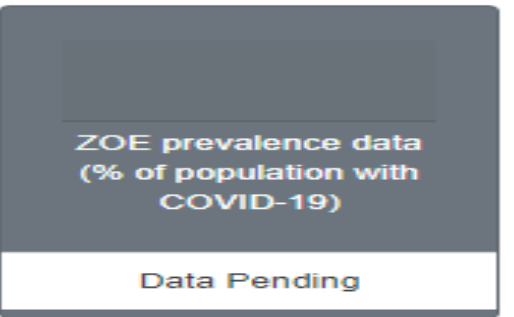 ZOE prevalence data
(% of population with
COVID-19)
Data Pending